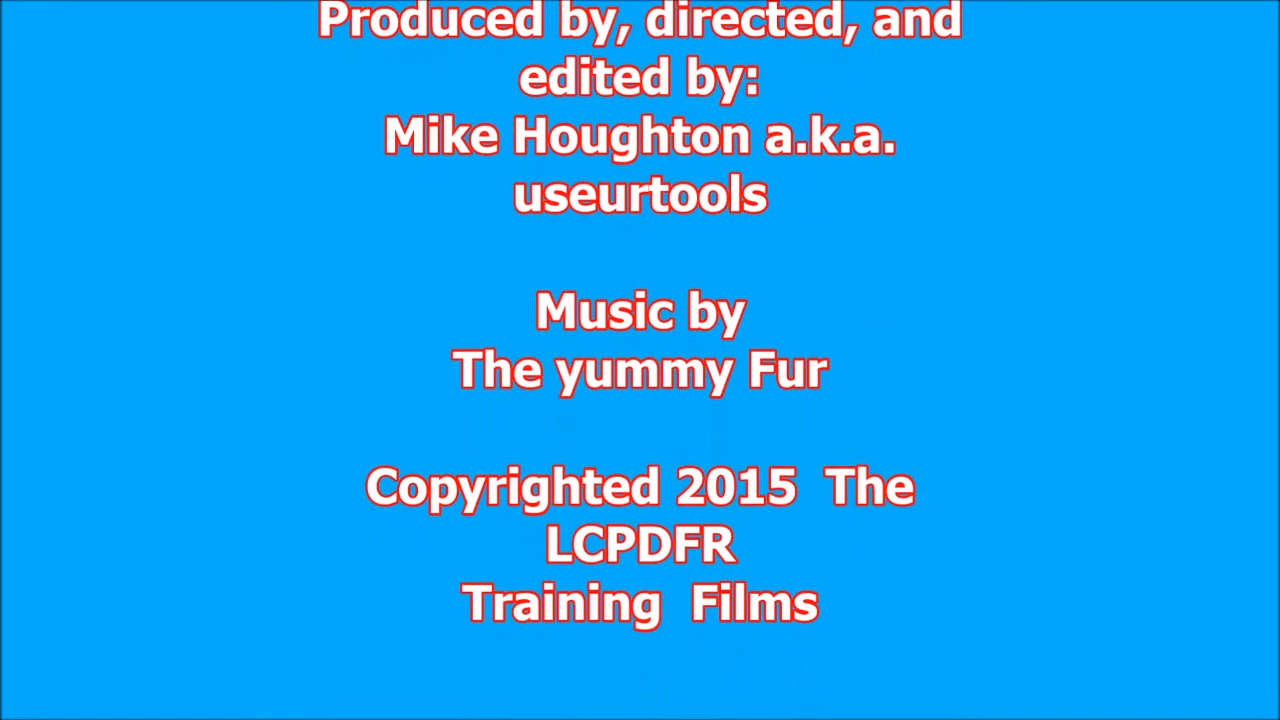 Produced by, directed, and
edited by:
Mike Houghton a.k.a.
useurtools
Music by
The yummy Fur
Copyrighted 2015  The
LCPDFR
Training  Films